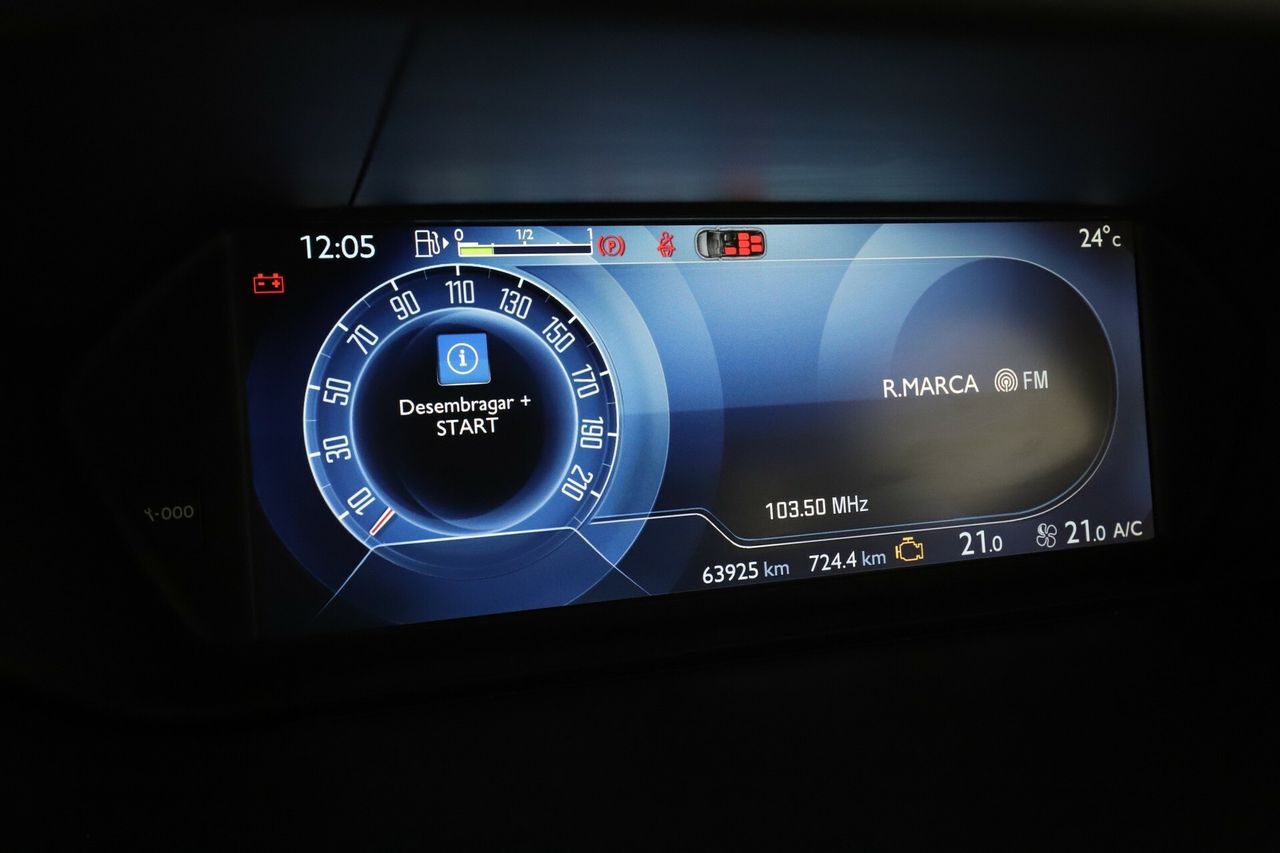 12:05
0 1/2 1
P
24°C
10
30
50
70
90
110
130
150
170
190
210
i
Desembragar +
START
R.MARCA FM
103.50 MHz
63925 km 724.4 km 21.0 21.0 A/C